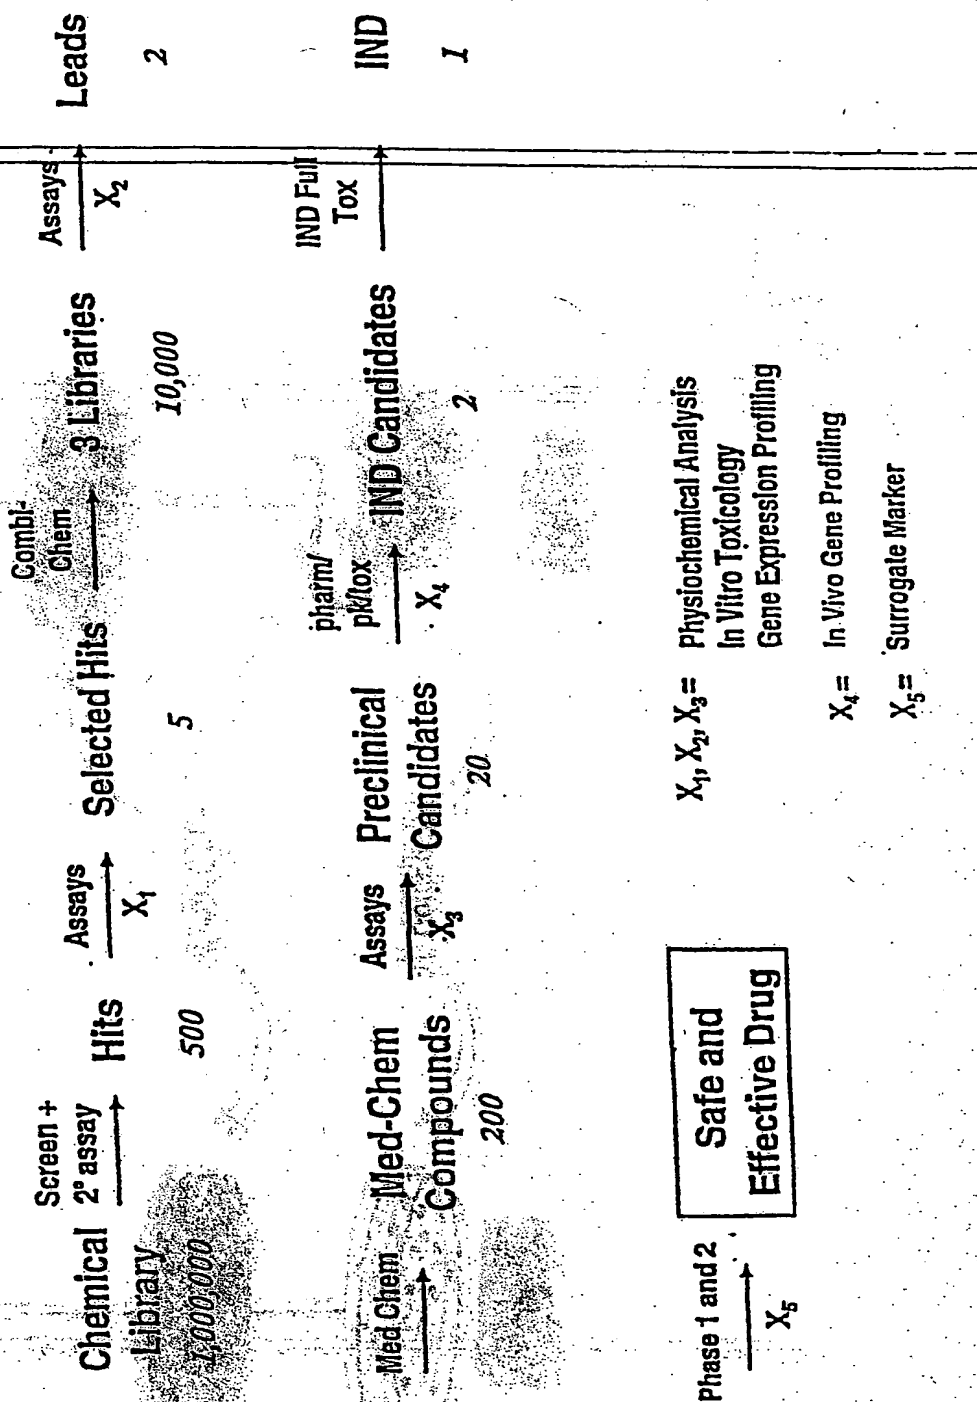 Chemical
Library
1,000,000
Screen +
2° assay
Hits
500
Assays
X1
Selected Hits
5
Combi-
Chem
3 Libraries
10,000
Assays
X2
Leads
2
Med Chem
Med-Chem
Compounds
200
Assays
X3
Preclinical
Candidates
20
pharm/
pk/tox
X4
IND Candidates
2
IND Full
Tox
IND
1
Phase 1 and 2
X5
Safe and
Effective Drug
X1, X2, X3 = Physiochemical Analysis
In Vitro Toxicology
Gene Expression Profiling
X4 = In Vivo Gene Profiling
X5 = Surrogate Marker